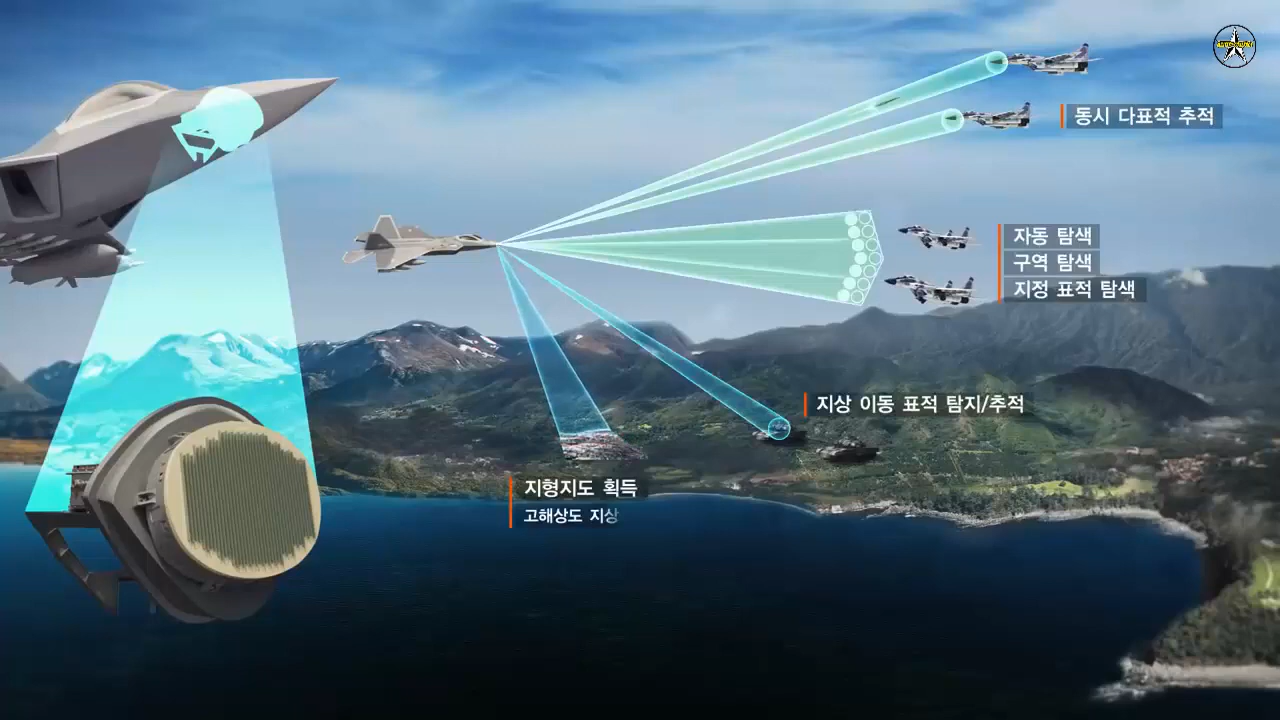 동시 다표적 추적
자동 탐색
구역 탐색
지정 표적 탐색
지상 이동 표적 탐지/추적
지형지도 획득
고해상도 지상